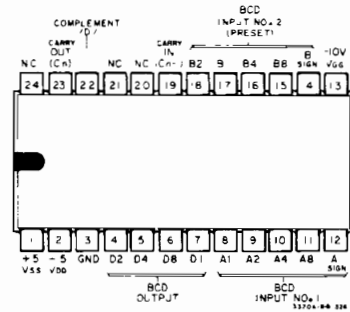 BCD
INPUT NO. 2
(PRESET)
COMPLEMENT
/D/
CARRY
OUT
(Cn)
CARRY
IN
NC NC NC (Cn-) B2 B B4 B8 B
SIGN
-10V
VGG
24 23 22 21 20 19 18 17 16 15 4 13
1 2 3 4 5 6 7 8 9 10 11 12
+5
VSS
-5
VDD
GND D2 D4 D8 D1 A1 A2 A4 A8 A
SIGN
BCD
OUTPUT
BCD
INPUT NO. 1